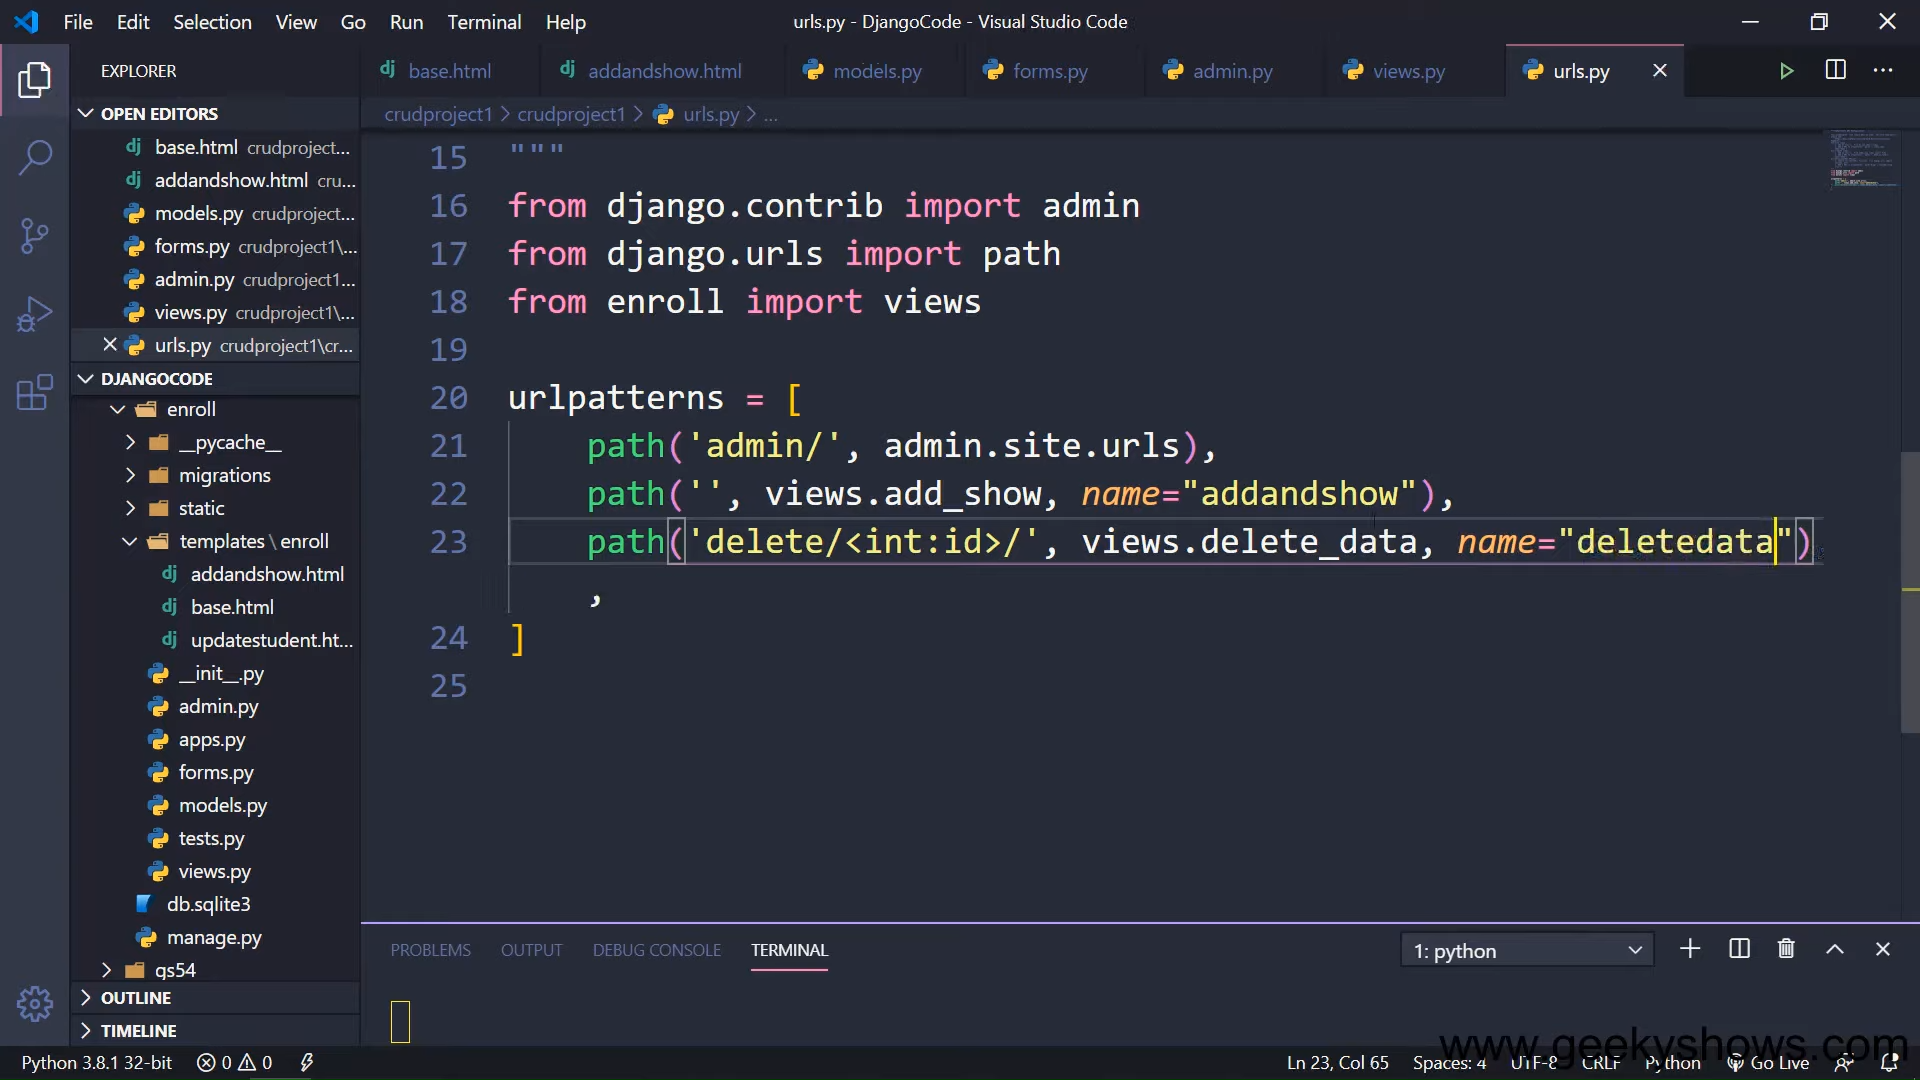 File Edit Selection View Go Run Terminal Help
urls.py - DjangoCode - Visual Studio Code
EXPLORER
base.html
addandshow.html
models.py
forms.py
admin.py
views.py
urls.py
OPEN EDITORS
base.html crudproject...
addandshow.html cru...
models.py crudproject...
forms.py crudproject1\...
admin.py crudproject1...
views.py crudproject1\...
urls.py crudproject1\cr...
DJANGOCODE
enroll
__pycache__
migrations
static
templates \ enroll
addandshow.html
base.html
updatestudent.ht...
__init__.py
admin.py
apps.py
forms.py
models.py
tests.py
views.py
db.sqlite3
manage.py
gs54
OUTLINE
TIMELINE
crudproject1 > crudproject1 > urls.py > ...
15 """
16 from django.contrib import admin
17 from django.urls import path
18 from enroll import views
19
20 urlpatterns = [
21 path('admin/', admin.site.urls),
22 path('', views.add_show, name="addandshow"),
23 path('delete/<int:id>/', views.delete_data, name="deletedata")
,
24 ]
25
PROBLEMS OUTPUT DEBUG CONSOLE TERMINAL
1: python
www.geekyshows.com
Python 3.8.1 32-bit 0 0
Ln 23, Col 65 Spaces: 4 UTF-8 CRLF Python Go Live